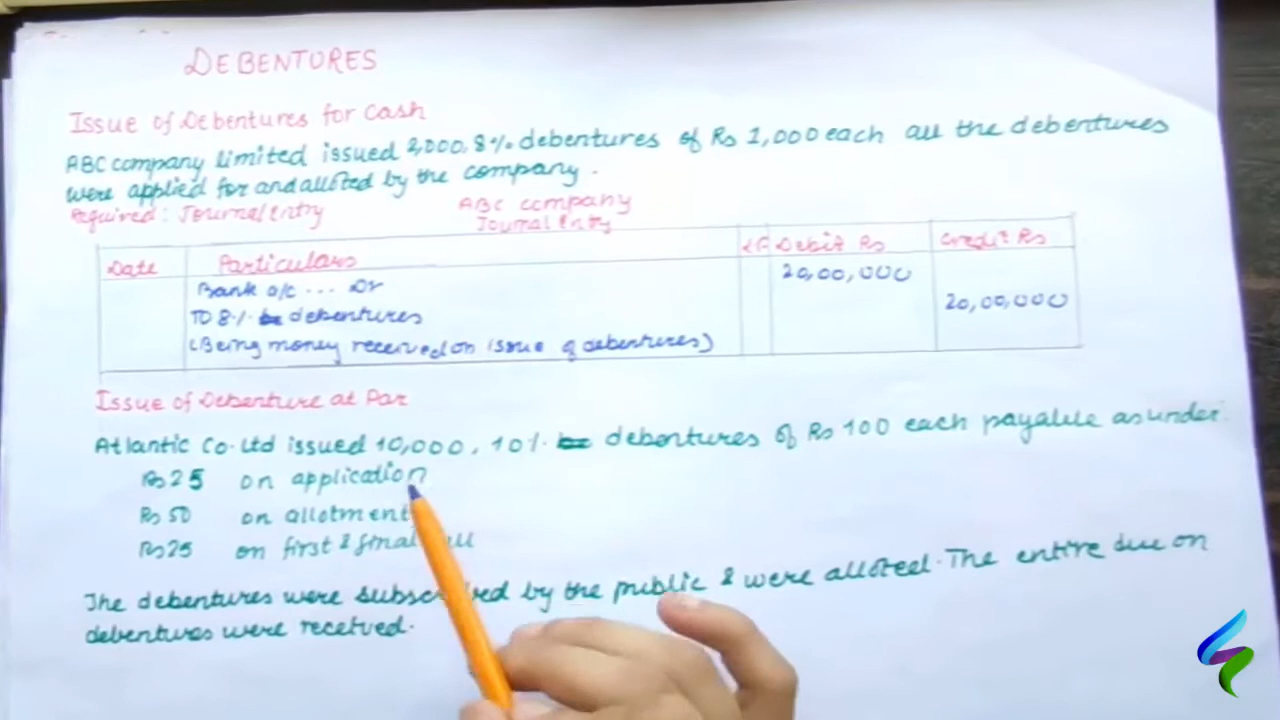 DEBENTURES
Issue of Debentures for Cash
ABC company limited issued 2,000, 8% debentures of Rs 1,000 each all the debentures
were applied for and alloted by the company.
Required: Journal entry
ABC company
Journal Entry
Date Particulars LF Debit Rs Credit Rs
Bank a/c ... Dr 20,00,000
TO 8% debentures 20,00,000
(Being money received on issue of debentures)
Issue of Debenture at Par
Atlantic Co. Ltd issued 10,000, 10% debentures of Rs 100 each payable as under.
Rs 25 on application
Rs 50 on allotment
Rs 25 on first & final
The debentures were by the public & were alloted. The entire due on
debentures were received.